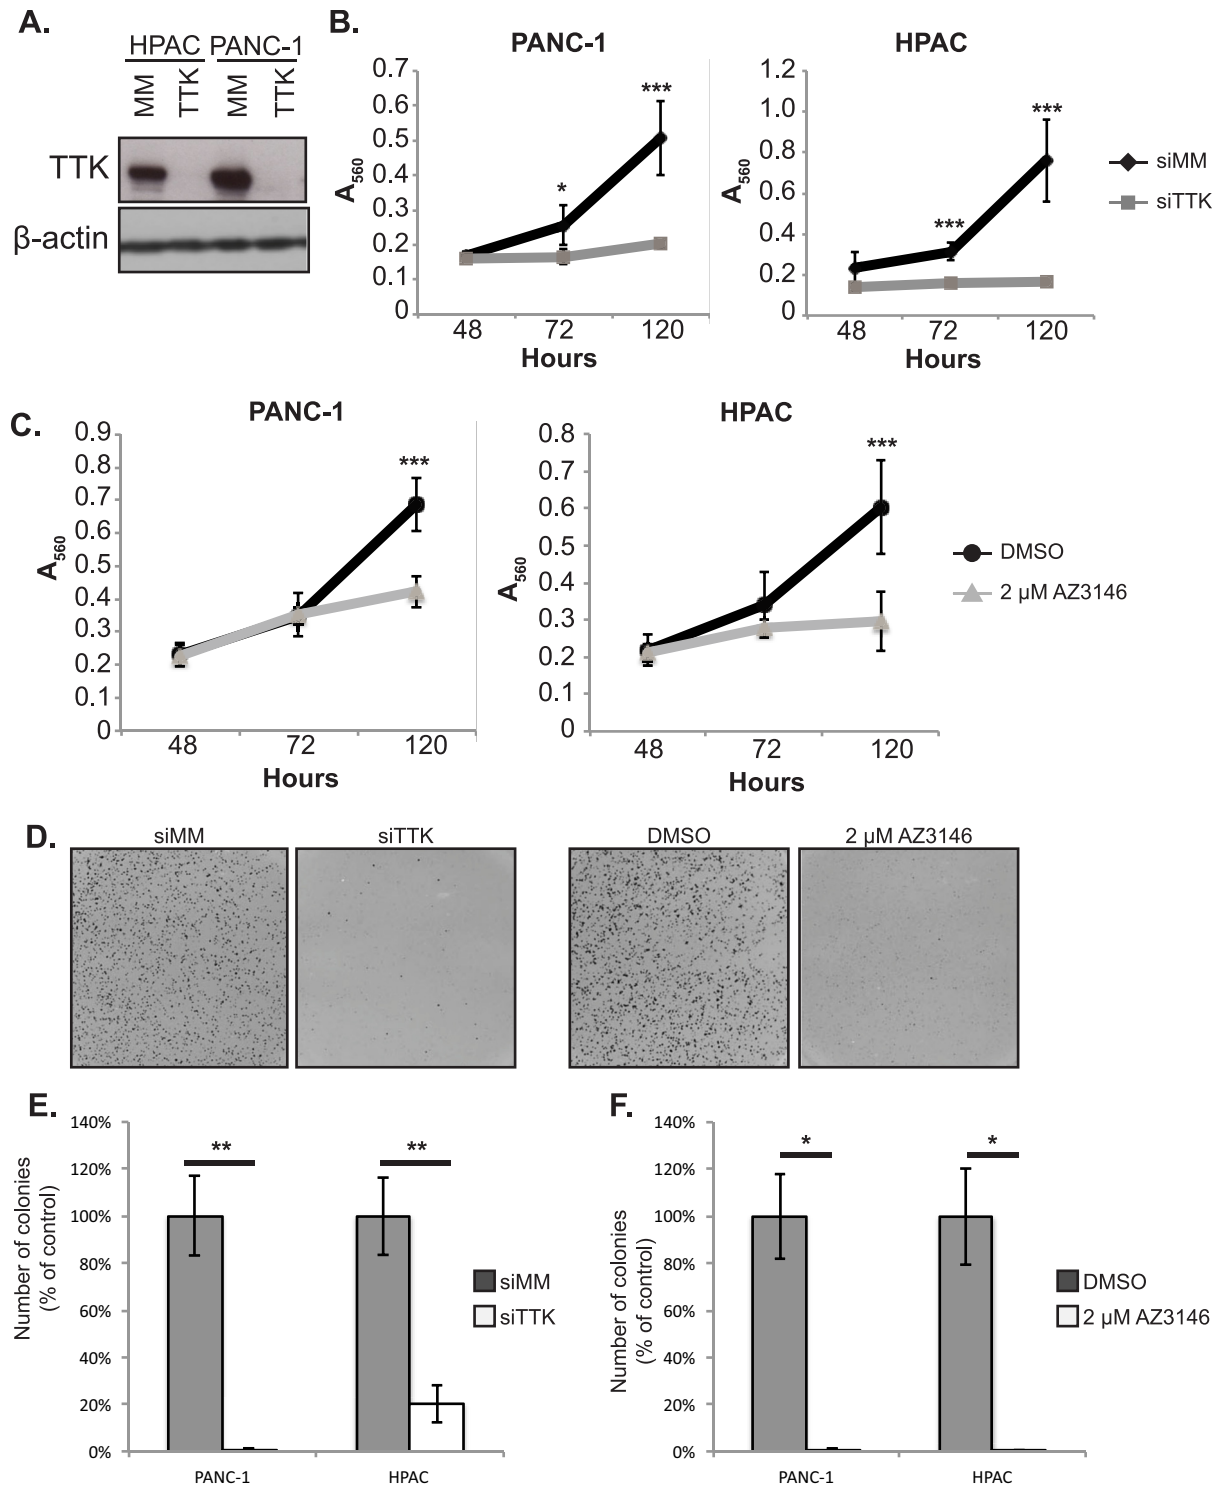 A.
HPAC PANC-1
MM TTK MM TTK
TTK
β-actin
B.
PANC-1
0.7
0.6
0.5
0.4
0.3
0.2
0.1
0
A560
*
***
48 72 120
Hours
HPAC
1.2
1.0
0.8
0.6
0.4
0.2
0
A560
***
***
48 72 120
Hours
siMM
siTTK
C.
PANC-1
0.9
0.8
0.7
0.6
0.5
0.4
0.3
0.2
0.1
0
A560
***
48 72 120
Hours
HPAC
0.8
0.7
0.6
0.5
0.4
0.3
0.2
0.1
0
A560
***
48 72 120
Hours
DMSO
2 µM AZ3146
D.
siMM siTTK DMSO 2 µM AZ3146
E.
140%
120%
100%
80%
60%
40%
20%
0%
Number of colonies
(% of control)
** **
PANC-1 HPAC
siMM
siTTK
F.
140%
120%
100%
80%
60%
40%
20%
0%
Number of colonies
(% of control)
* *
PANC-1 HPAC
DMSO
2 µM AZ3146